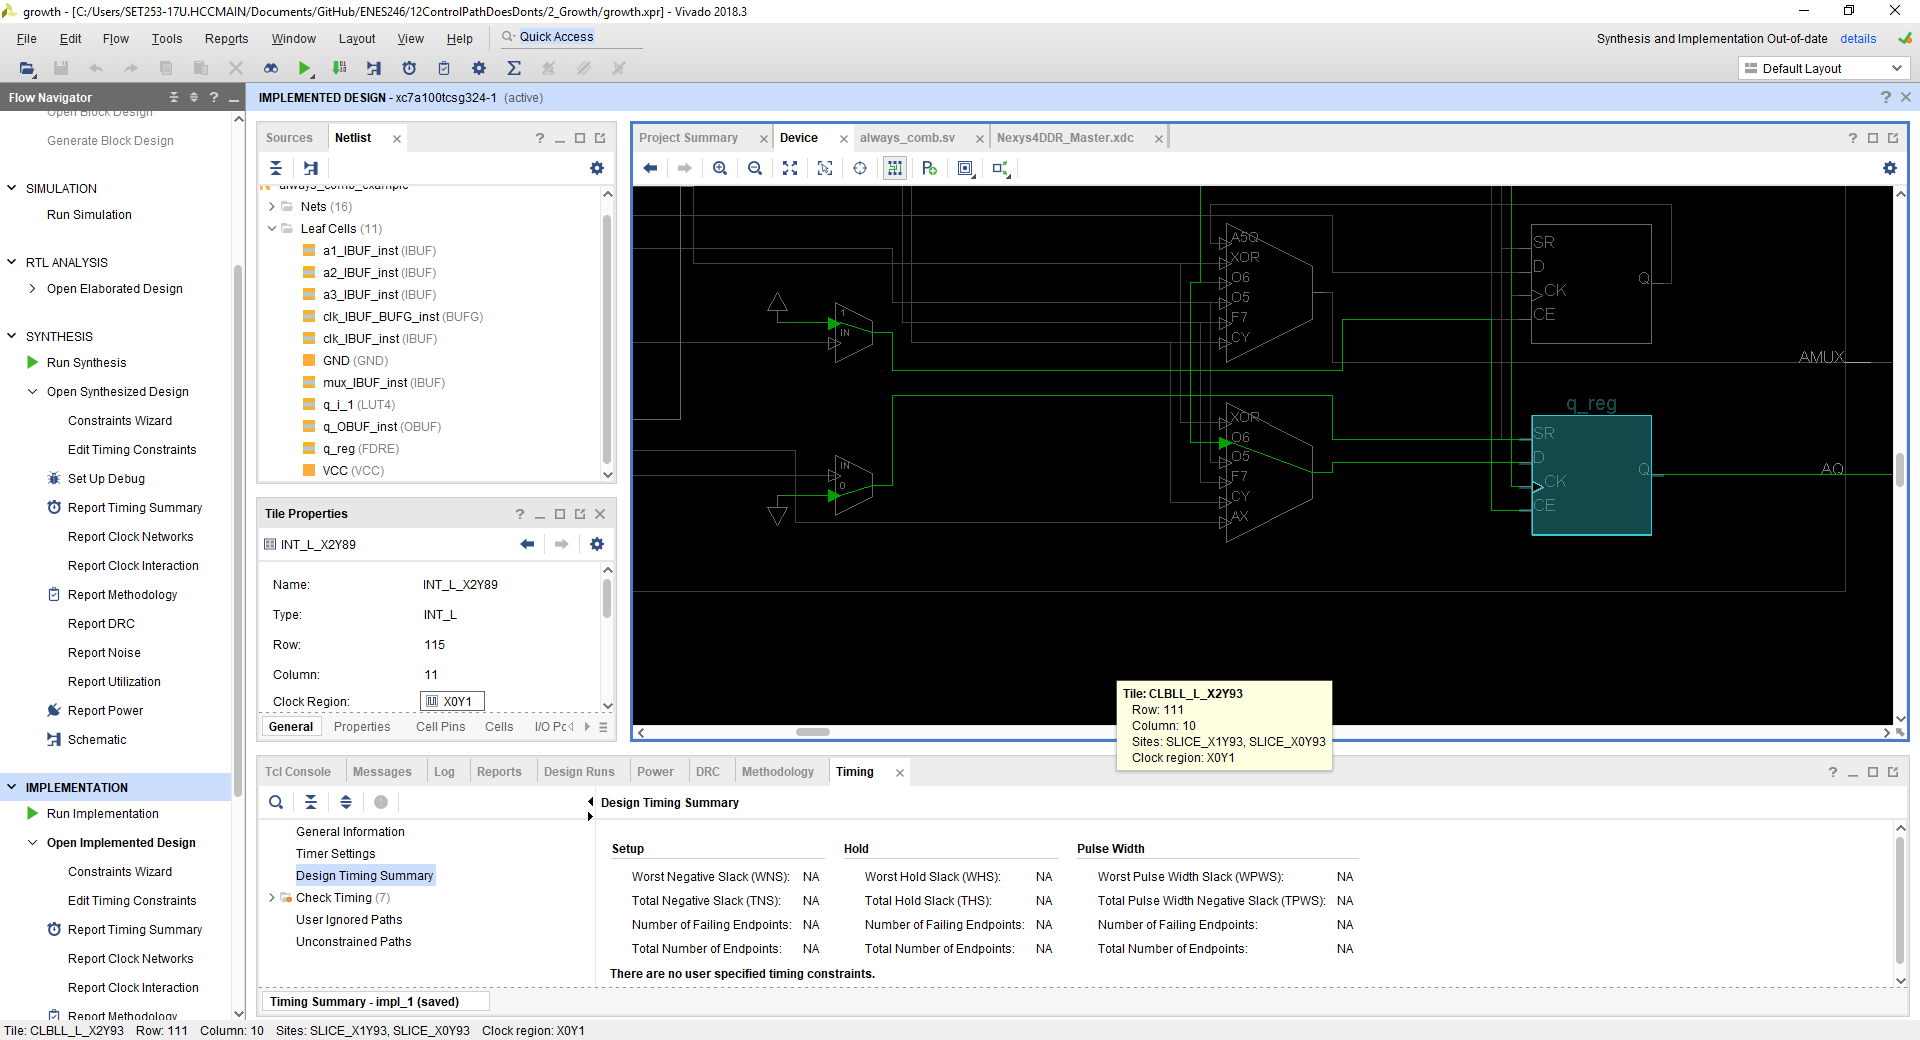 growth - [C:/Users/SET253-17U.HCCMAIN/Documents/GitHub/ENES246/12ControlPathDoesDonts/2_Growth/growth.xpr] - Vivado 2018.3
File Edit Flow Tools Reports Window Layout View Help Quick Access
Synthesis and Implementation Out-of-date details
Default Layout
Flow Navigator
Open Block Design
Generate Block Design
SIMULATION
Run Simulation
RTL ANALYSIS
Open Elaborated Design
SYNTHESIS
Run Synthesis
Open Synthesized Design
Constraints Wizard
Edit Timing Constraints
Set Up Debug
Report Timing Summary
Report Clock Networks
Report Clock Interaction
Report Methodology
Report DRC
Report Noise
Report Utilization
Report Power
Schematic
IMPLEMENTATION
Run Implementation
Open Implemented Design
Constraints Wizard
Edit Timing Constraints
Report Timing Summary
Report Clock Networks
Report Clock Interaction
Report Methodology
IMPLEMENTED DESIGN - xc7a100tcsg324-1 (active)
Sources Netlist
always_comb_example
Nets (16)
Leaf Cells (11)
a1_IBUF_inst (IBUF)
a2_IBUF_inst (IBUF)
a3_IBUF_inst (IBUF)
clk_IBUF_BUFG_inst (BUFG)
clk_IBUF_inst (IBUF)
GND (GND)
mux_IBUF_inst (IBUF)
q_i_1 (LUT4)
q_OBUF_inst (OBUF)
q_reg (FDRE)
VCC (VCC)
Tile Properties
INT_L_X2Y89
Name: INT_L_X2Y89
Type: INT_L
Row: 115
Column: 11
Clock Region: X0Y1
General Properties Cell Pins Cells I/O Pc
Project Summary Device always_comb.sv Nexys4DDR_Master.xdc
A5Q
XOR
O6
O5
F7
CY
1
IN
SR
D
CK
CE
Q
AMUX
q_reg
XOR
O6
O5
F7
CY
AX
IN
0
SR
D
CK
CE
Q
AQ
Tile: CLBLL_L_X2Y93
Row: 111
Column: 10
Sites: SLICE_X1Y93, SLICE_X0Y93
Clock region: X0Y1
Tcl Console Messages Log Reports Design Runs Power DRC Methodology Timing
General Information
Timer Settings
Design Timing Summary
Check Timing (7)
User Ignored Paths
Unconstrained Paths
Timing Summary - impl_1 (saved)
Design Timing Summary
Setup Hold Pulse Width
Worst Negative Slack (WNS): NA Worst Hold Slack (WHS): NA Worst Pulse Width Slack (WPWS): NA
Total Negative Slack (TNS): NA Total Hold Slack (THS): NA Total Pulse Width Negative Slack (TPWS): NA
Number of Failing Endpoints: NA Number of Failing Endpoints: NA Number of Failing Endpoints: NA
Total Number of Endpoints: NA Total Number of Endpoints: NA Total Number of Endpoints: NA
There are no user specified timing constraints.
Tile: CLBLL_L_X2Y93 Row: 111 Column: 10 Sites: SLICE_X1Y93, SLICE_X0Y93 Clock region: X0Y1